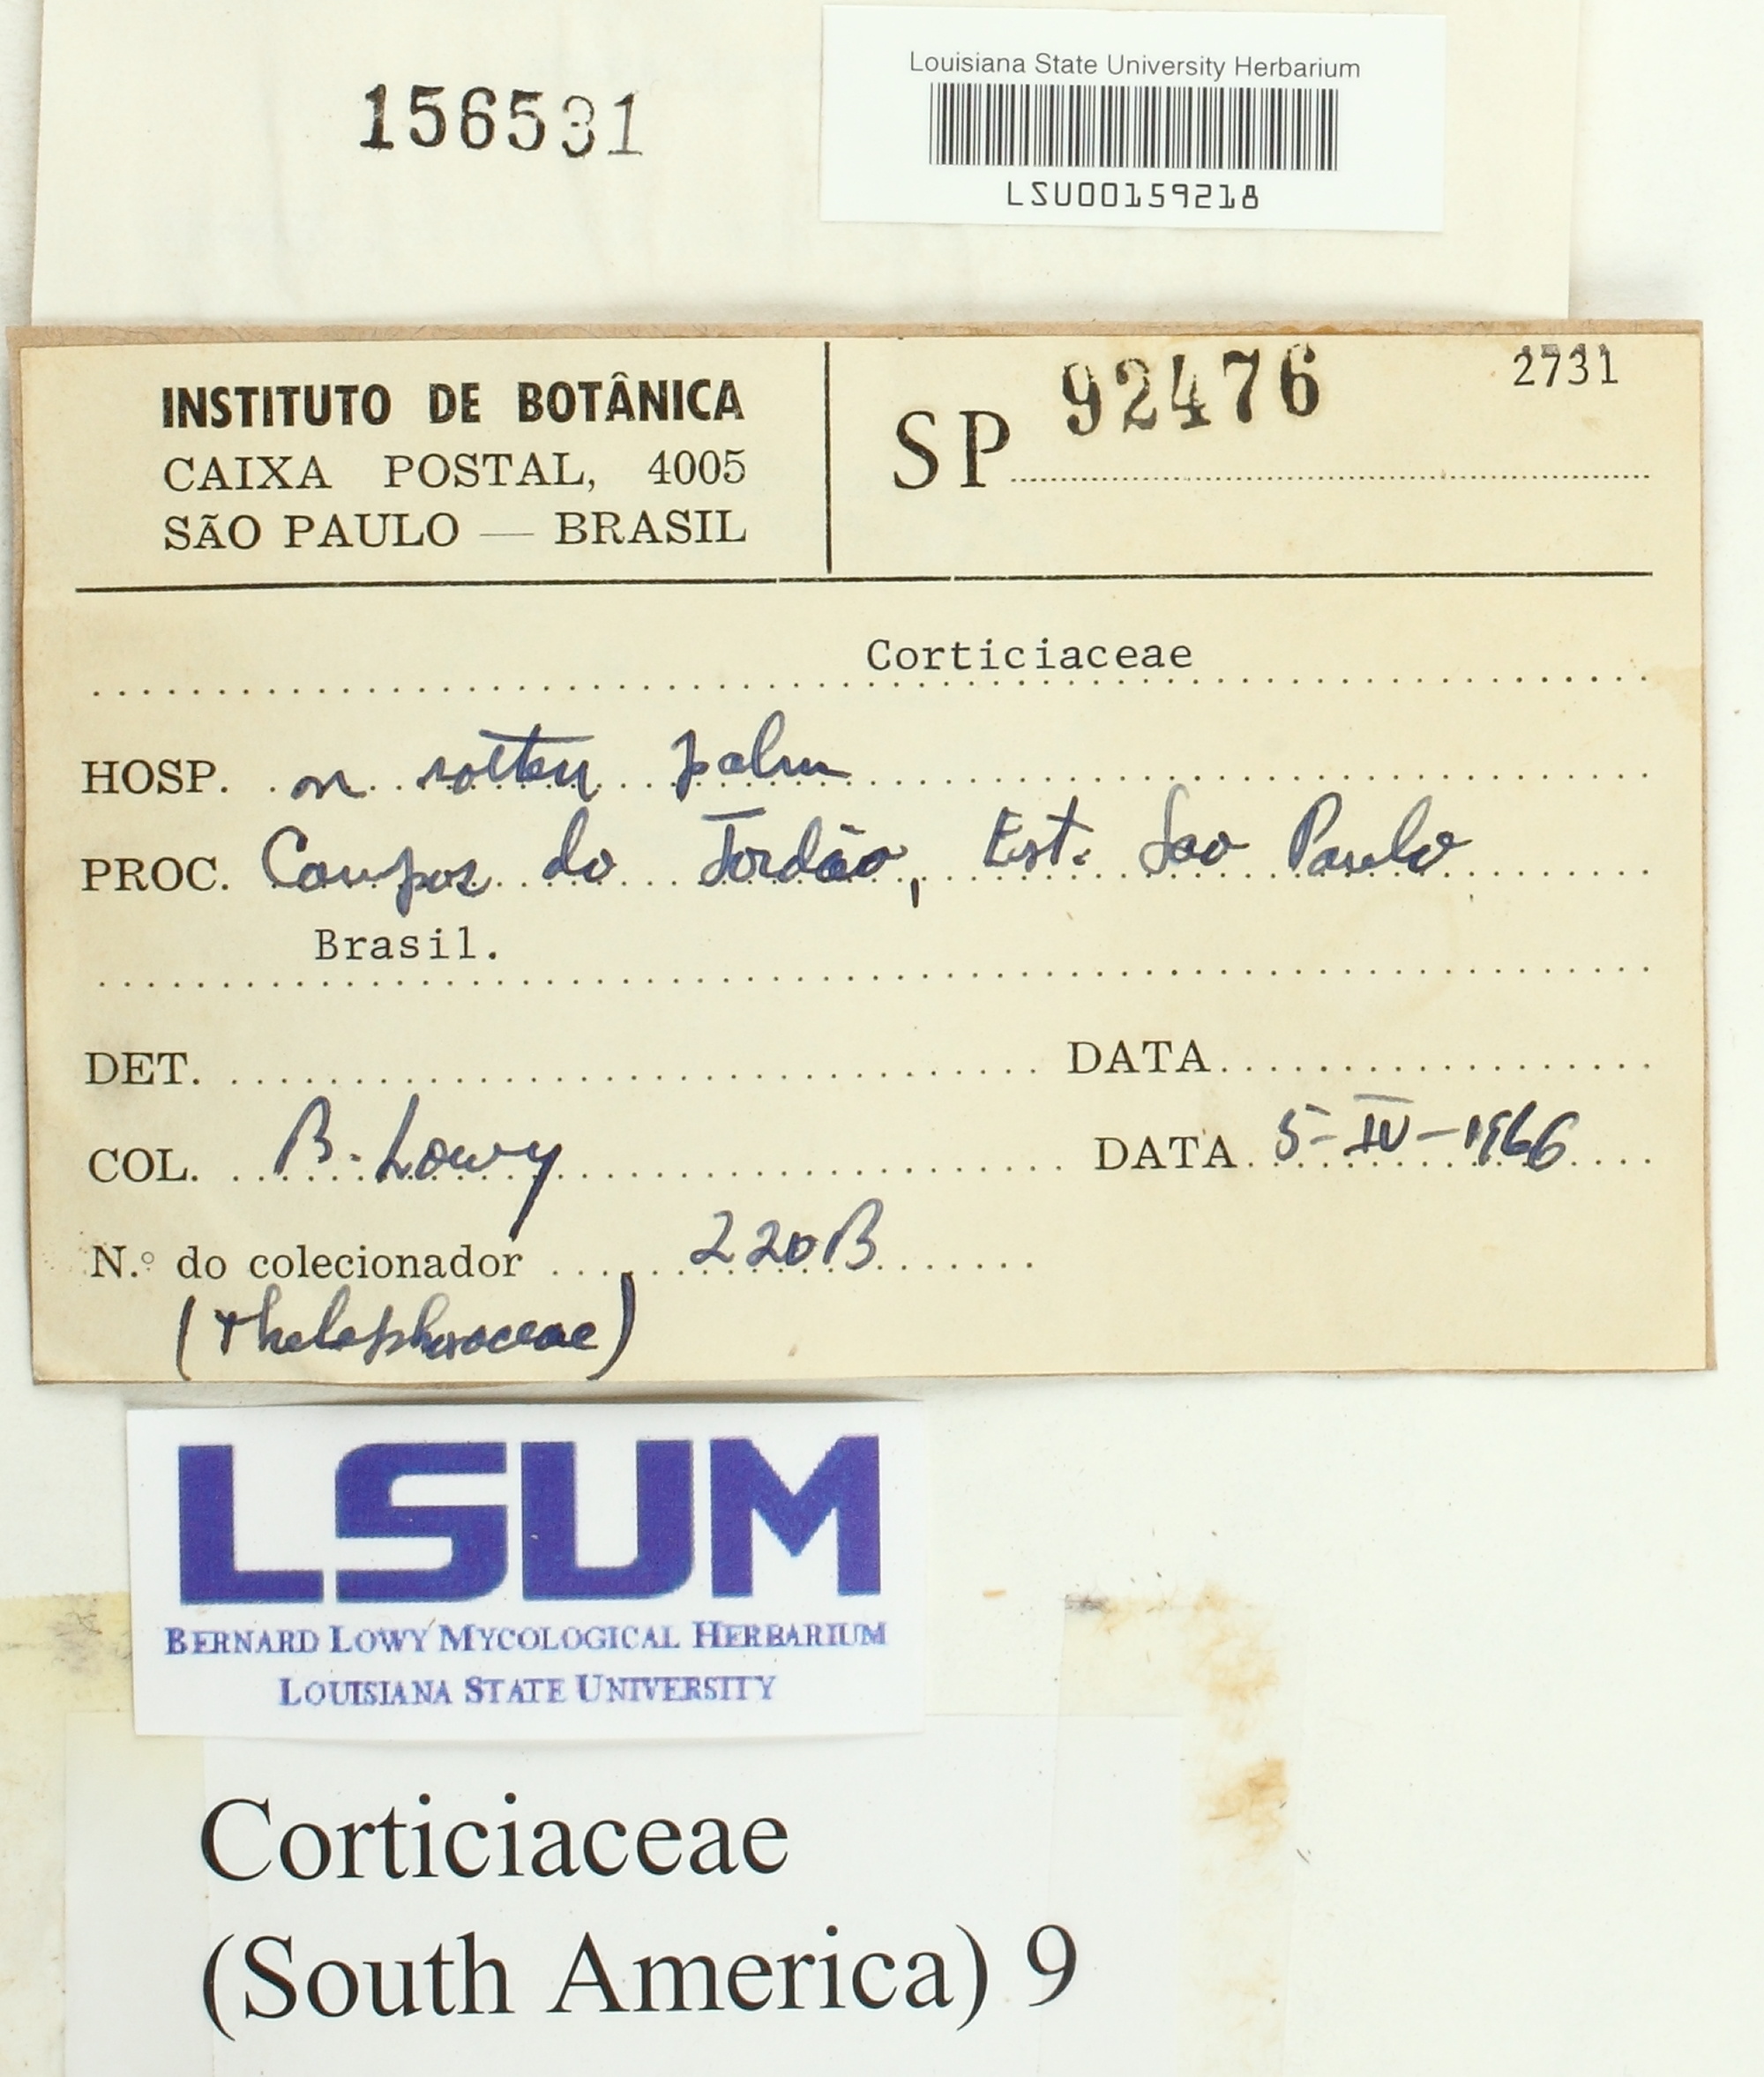 156531
Louisiana State University Herbarium
LSU00159218
INSTITUTO DE BOTÂNICA
CAIXA POSTAL, 4005
SÃO PAULO — BRASIL
SP 92476
2731
Corticiaceae
HOSP. on rotten palm
PROC. Campos do Jordão, Est. Sao Paulo
Brasil.
DET. DATA
COL. B. Lowy DATA 5-IV-1966
N.º do colecionador 220B
(Thelephoraceae)
LSUM
BERNARD LOWY MYCOLOGICAL HERBARIUM
LOUISIANA STATE UNIVERSITY
Corticiaceae
(South America) 9